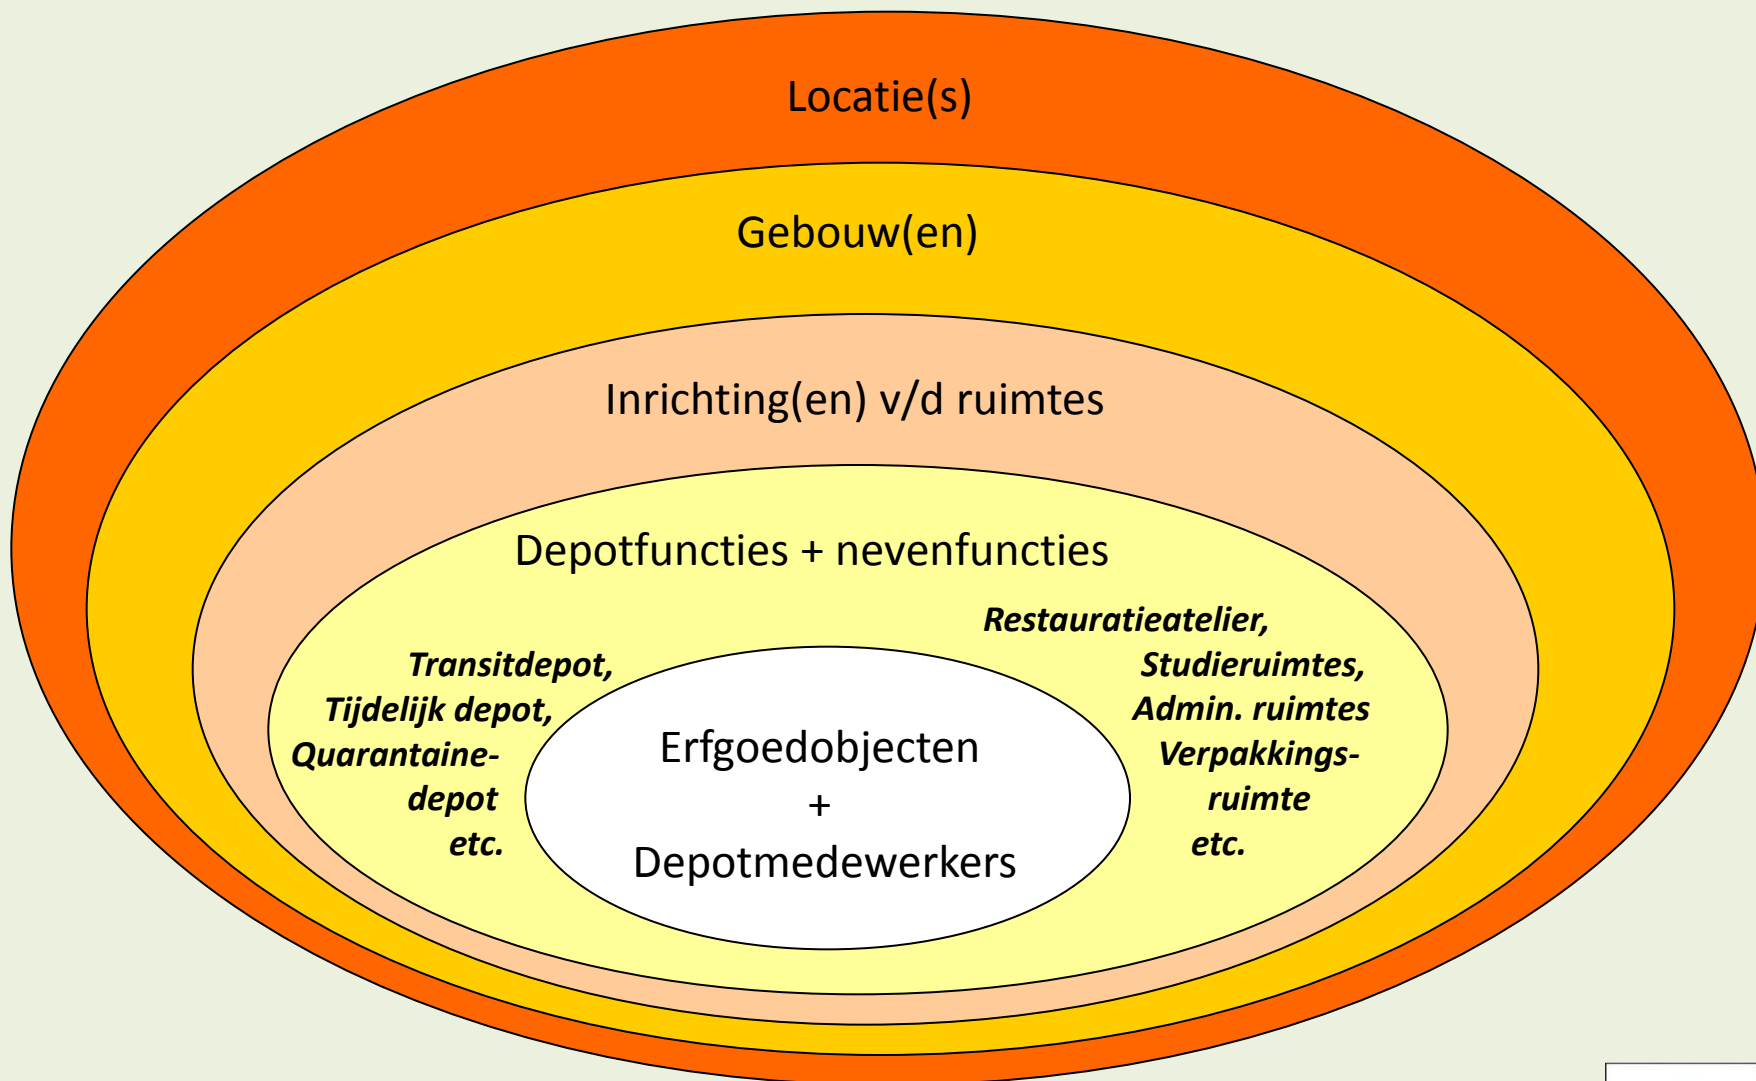 Locatie(s)
Gebouw(en)
Inrichting(en) v/d ruimtes
Depotfuncties + nevenfuncties
Transitdepot,
Tijdelijk depot,
Quarantaine-
depot
etc.
Restauratieatelier,
Studieruimtes,
Admin. ruimtes
Verpakkings-
ruimte
etc.
Erfgoedobjecten
+
Depotmedewerkers